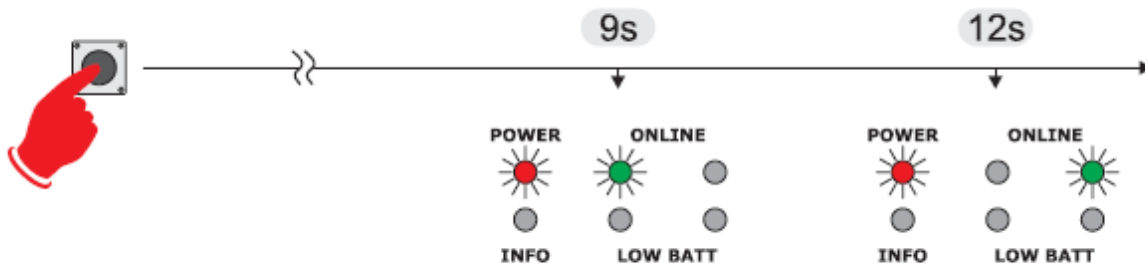 9s 12s
POWER ONLINE POWER ONLINE
INFO LOW BATT INFO LOW BATT